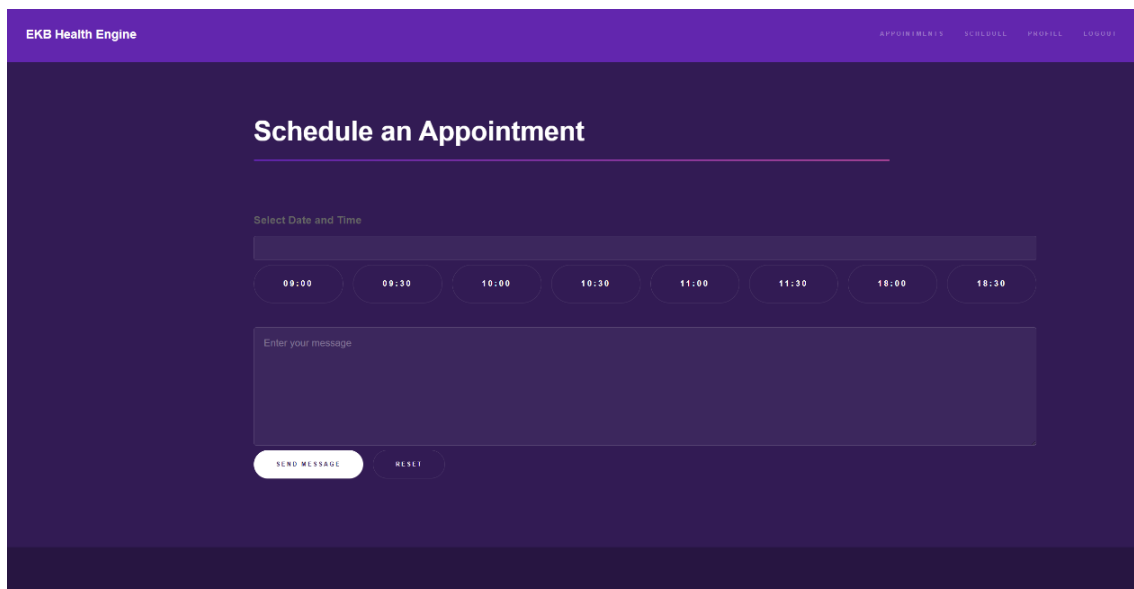 EKB Health Engine
APPOINTMENTS SCHEDULE PROFILE LOGOUT
Schedule an Appointment
Select Date and Time
09:00 09:30 10:00 10:30 11:00 11:30 18:00 18:30
Enter your message
SEND MESSAGE RESET